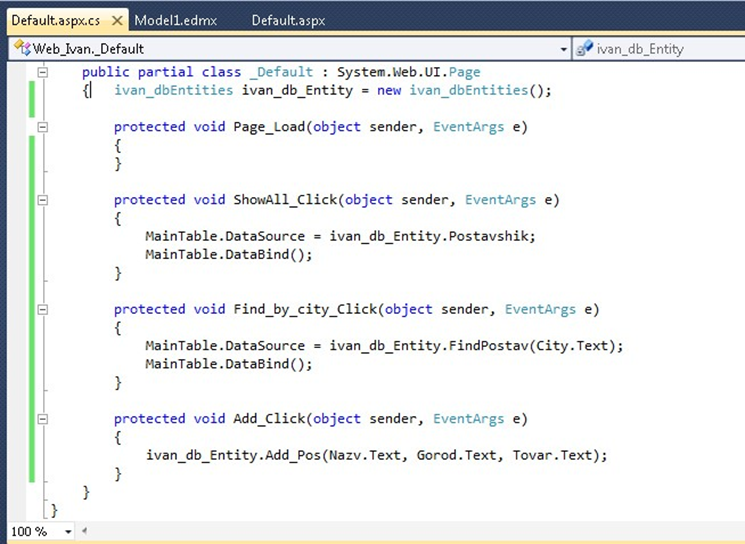 Default.aspx.cs Model1.edmx Default.aspx
Web_Ivan._Default ivan_db_Entity
public partial class _Default : System.Web.UI.Page
{ ivan_dbEntities ivan_db_Entity = new ivan_dbEntities();
protected void Page_Load(object sender, EventArgs e)
{
}
protected void ShowAll_Click(object sender, EventArgs e)
{
MainTable.DataSource = ivan_db_Entity.Postavshik;
MainTable.DataBind();
}
protected void Find_by_city_Click(object sender, EventArgs e)
{
MainTable.DataSource = ivan_db_Entity.FindPostav(City.Text);
MainTable.DataBind();
}
protected void Add_Click(object sender, EventArgs e)
{
ivan_db_Entity.Add_Pos(Nazv.Text, Gorod.Text, Tovar.Text);
}
}
}
100 %